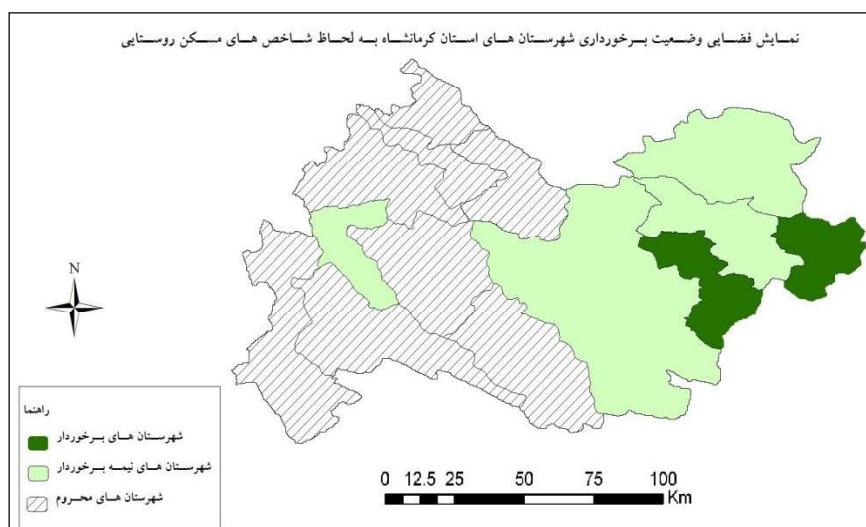 نمایش فضایی وضعیت برخورداری شهرستان های استان کرمانشاه به لحاظ شاخص های مسکن روستایی
N
راهنما
شهرستان های برخوردار
شهرستان های نیمه برخوردار
شهرستان های محروم
0 12.5 25 50 75 100
Km